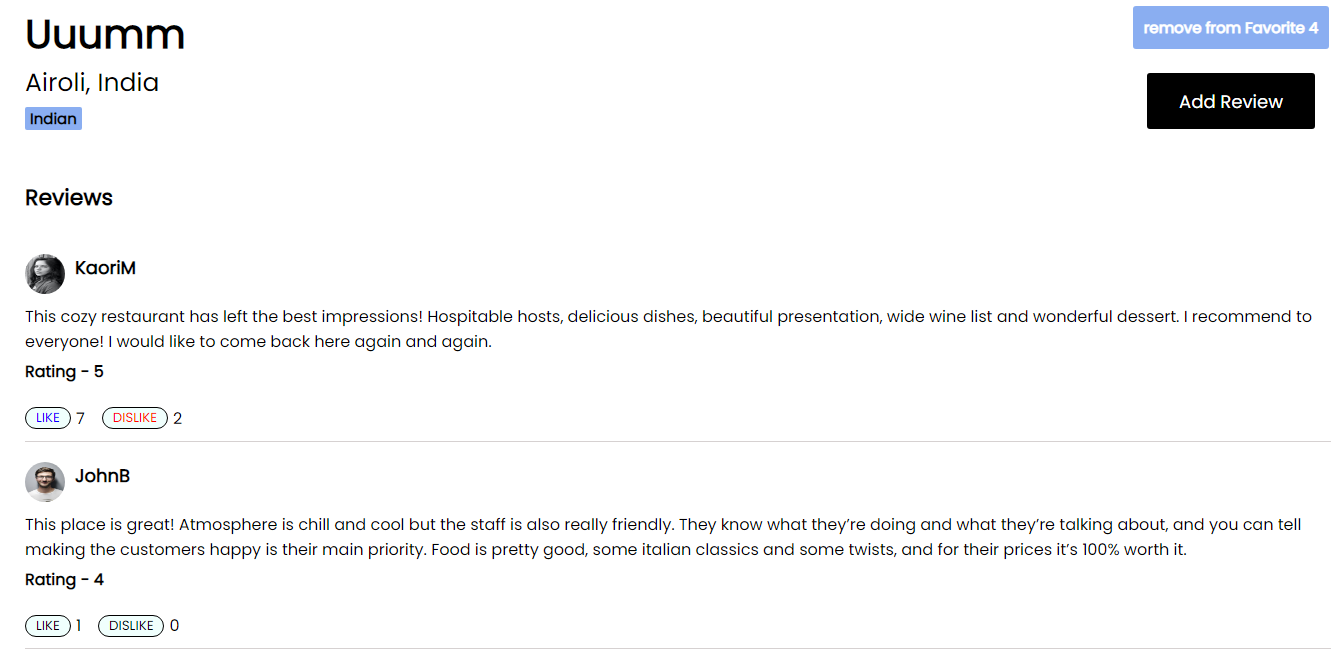 Uuumm
remove from Favorite 4
Airoli, India
Add Review
Indian
Reviews
KaoriM
This cozy restaurant has left the best impressions! Hospitable hosts, delicious dishes, beautiful presentation, wide wine list and wonderful dessert. I recommend to
everyone! I would like to come back here again and again.
Rating - 5
LIKE 7 DISLIKE 2
JohnB
This place is great! Atmosphere is chill and cool but the staff is also really friendly. They know what they’re doing and what they’re talking about, and you can tell
making the customers happy is their main priority. Food is pretty good, some italian classics and some twists, and for their prices it’s 100% worth it.
Rating - 4
LIKE 1 DISLIKE 0